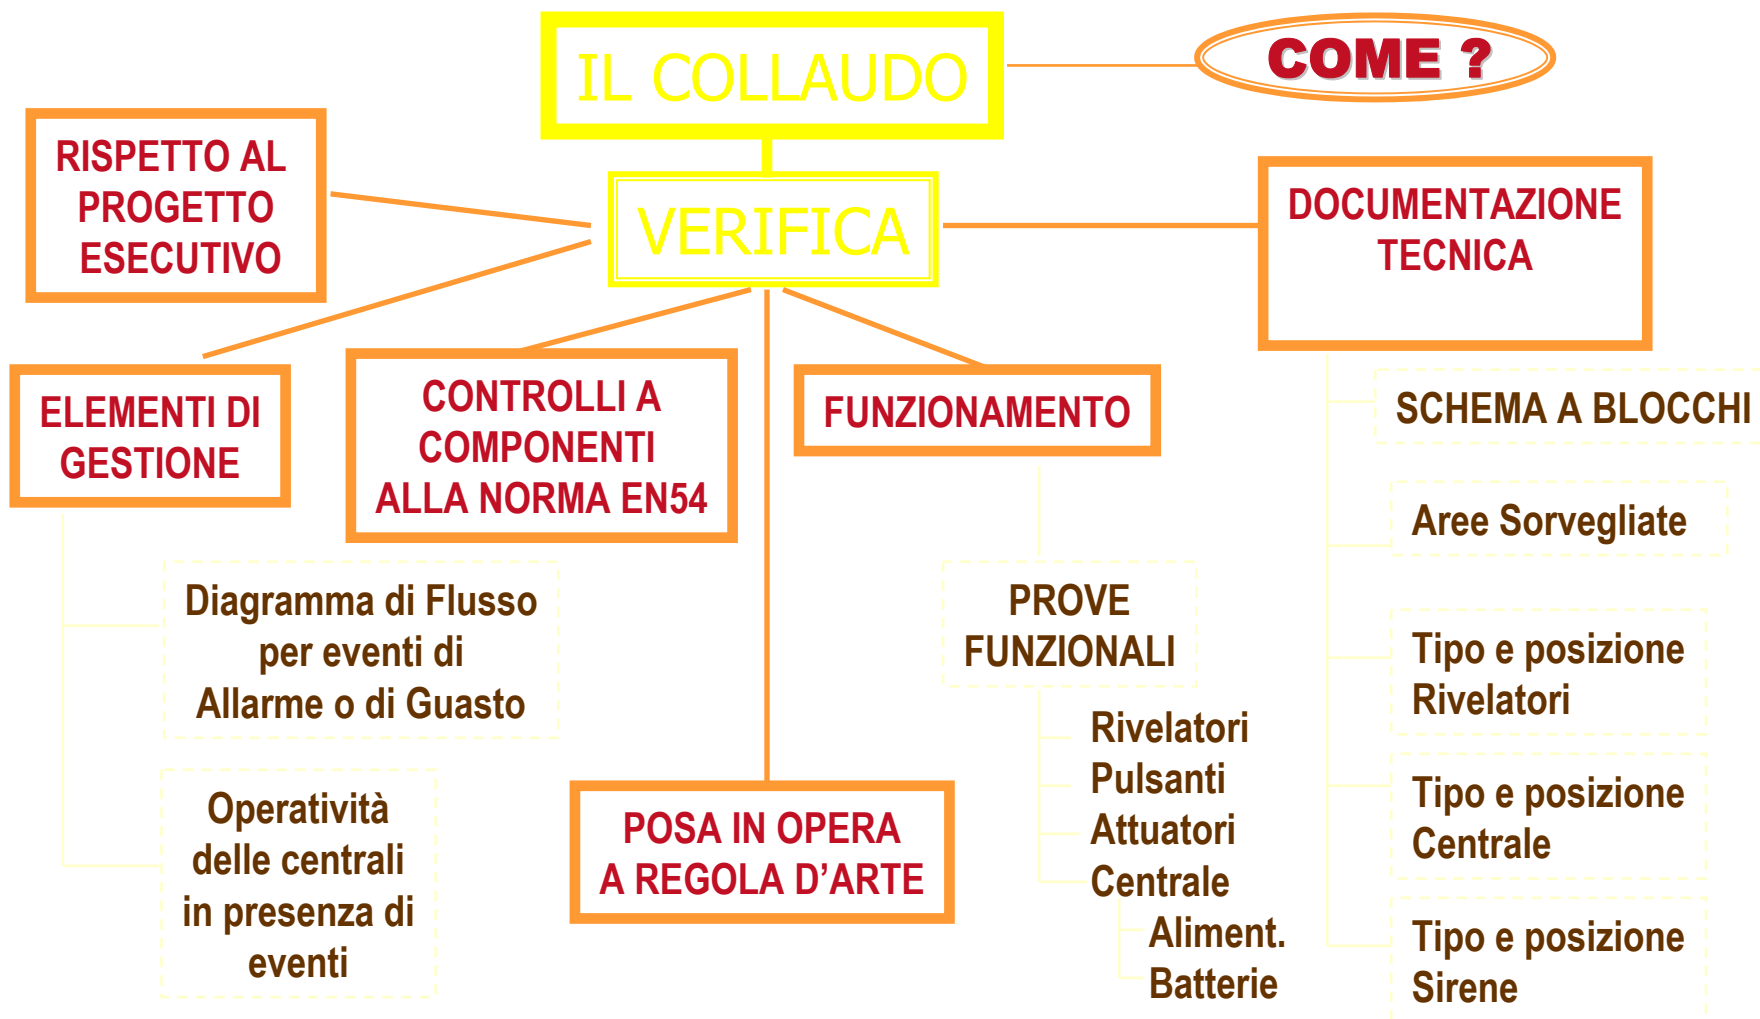 IL COLLAUDO
COME ?
RISPETTO AL
PROGETTO
ESECUTIVO
VERIFICA
DOCUMENTAZIONE
TECNICA
ELEMENTI DI
GESTIONE
CONTROLLI A
COMPONENTI
ALLA NORMA EN54
FUNZIONAMENTO
SCHEMA A BLOCCHI
Aree Sorvegliate
Tipo e posizione
Rivelatori
Tipo e posizione
Centrale
Tipo e posizione
Sirene
Diagramma di Flusso
per eventi di
Allarme o di Guasto
Operatività
delle centrali
in presenza di
eventi
POSA IN OPERA
A REGOLA D’ARTE
PROVE
FUNZIONALI
Rivelatori
Pulsanti
Attuatori
Centrale
Aliment.
Batterie